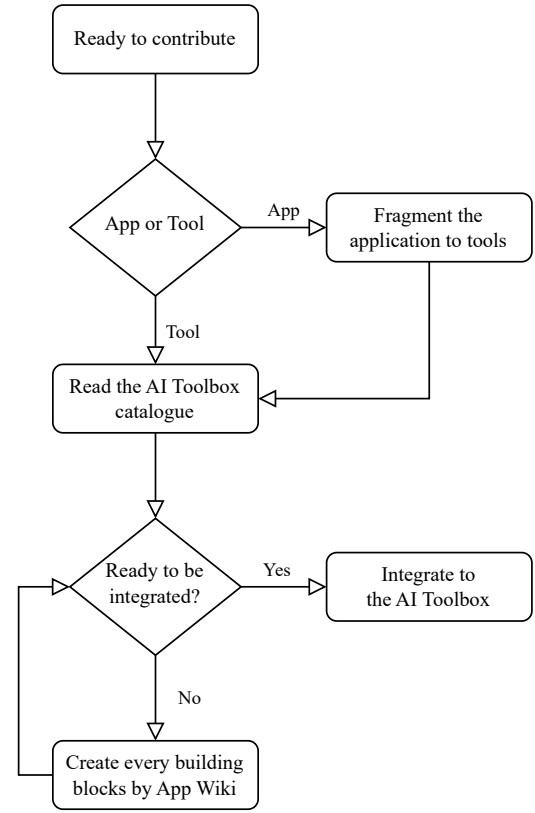 Ready to contribute
App or Tool
App
Fragment the
application to tools
Tool
Read the AI Toolbox
catalogue
Ready to be
integrated?
Yes
Integrate to
the AI Toolbox
No
Create every building
blocks by App Wiki